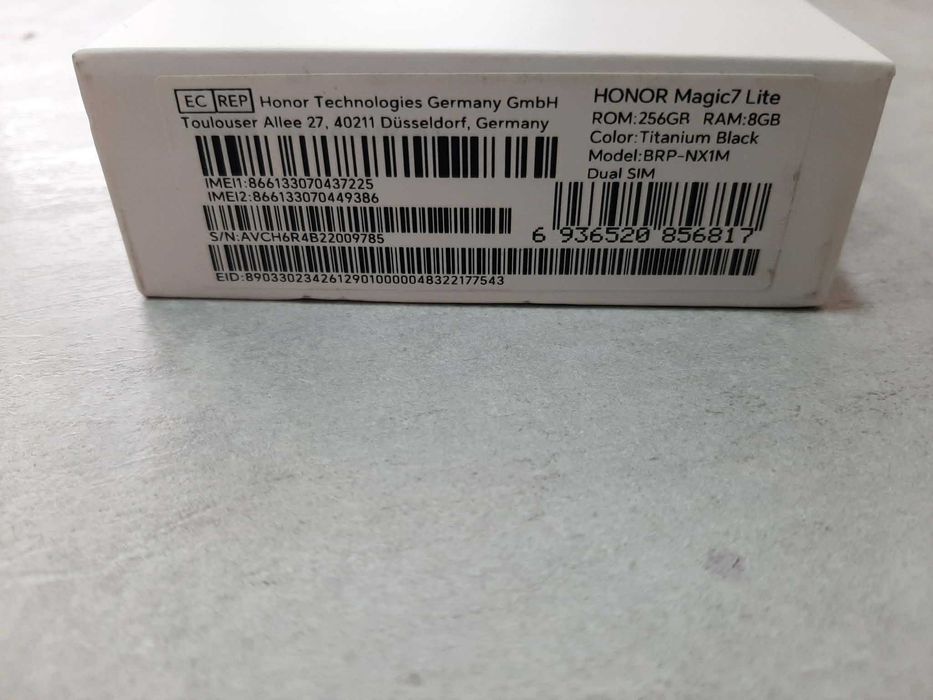 EC REP Honor Technologies Germany GmbH
Toulouser Allee 27, 40211 Düsseldorf, Germany
IMEI1:866133070437225
IMEI2:866133070449386
S/N:AVCH6R4B22009785
EID:89033023426129010000048322177543
HONOR Magic7 Lite
ROM:256GB RAM:8GB
Color:Titanium Black
Model:BRP-NX1M
Dual SIM
6 936520 856817